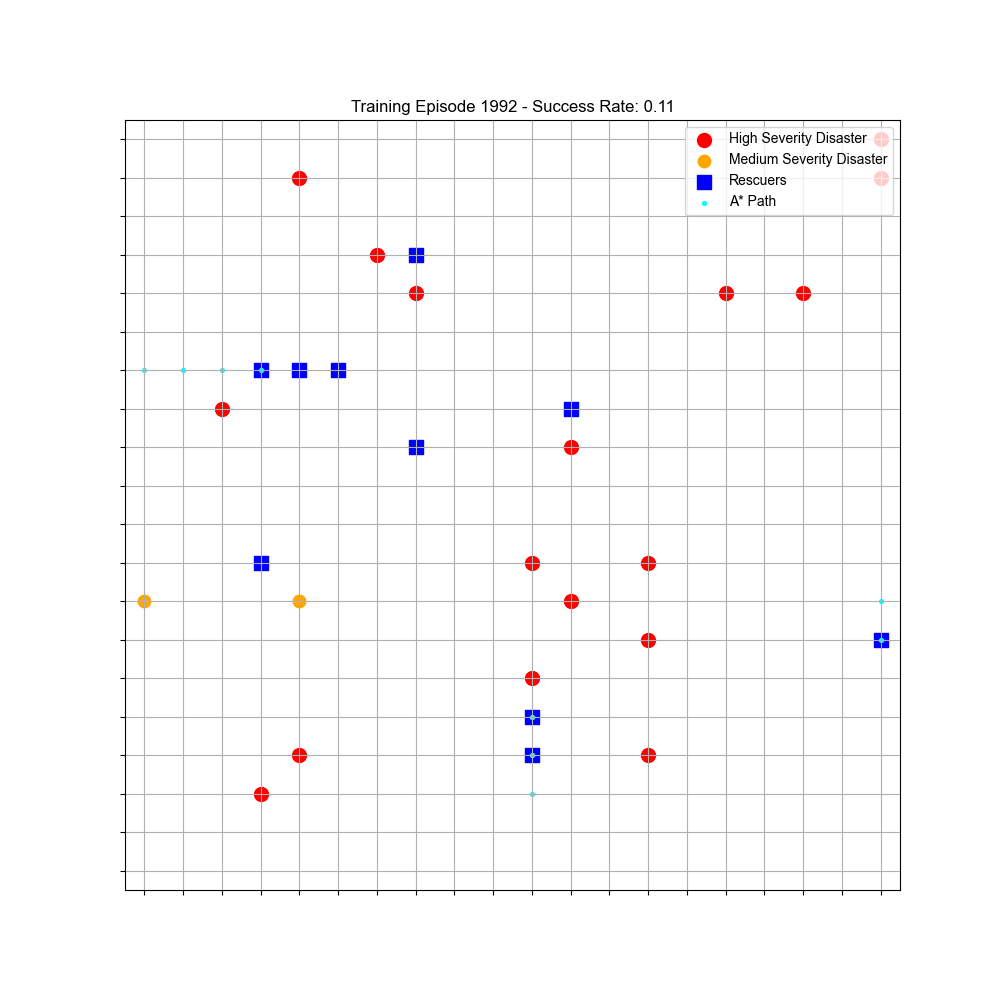 Training Episode 1992 - Success Rate: 0.11
High Severity Disaster
Medium Severity Disaster
Rescuers
A* Path